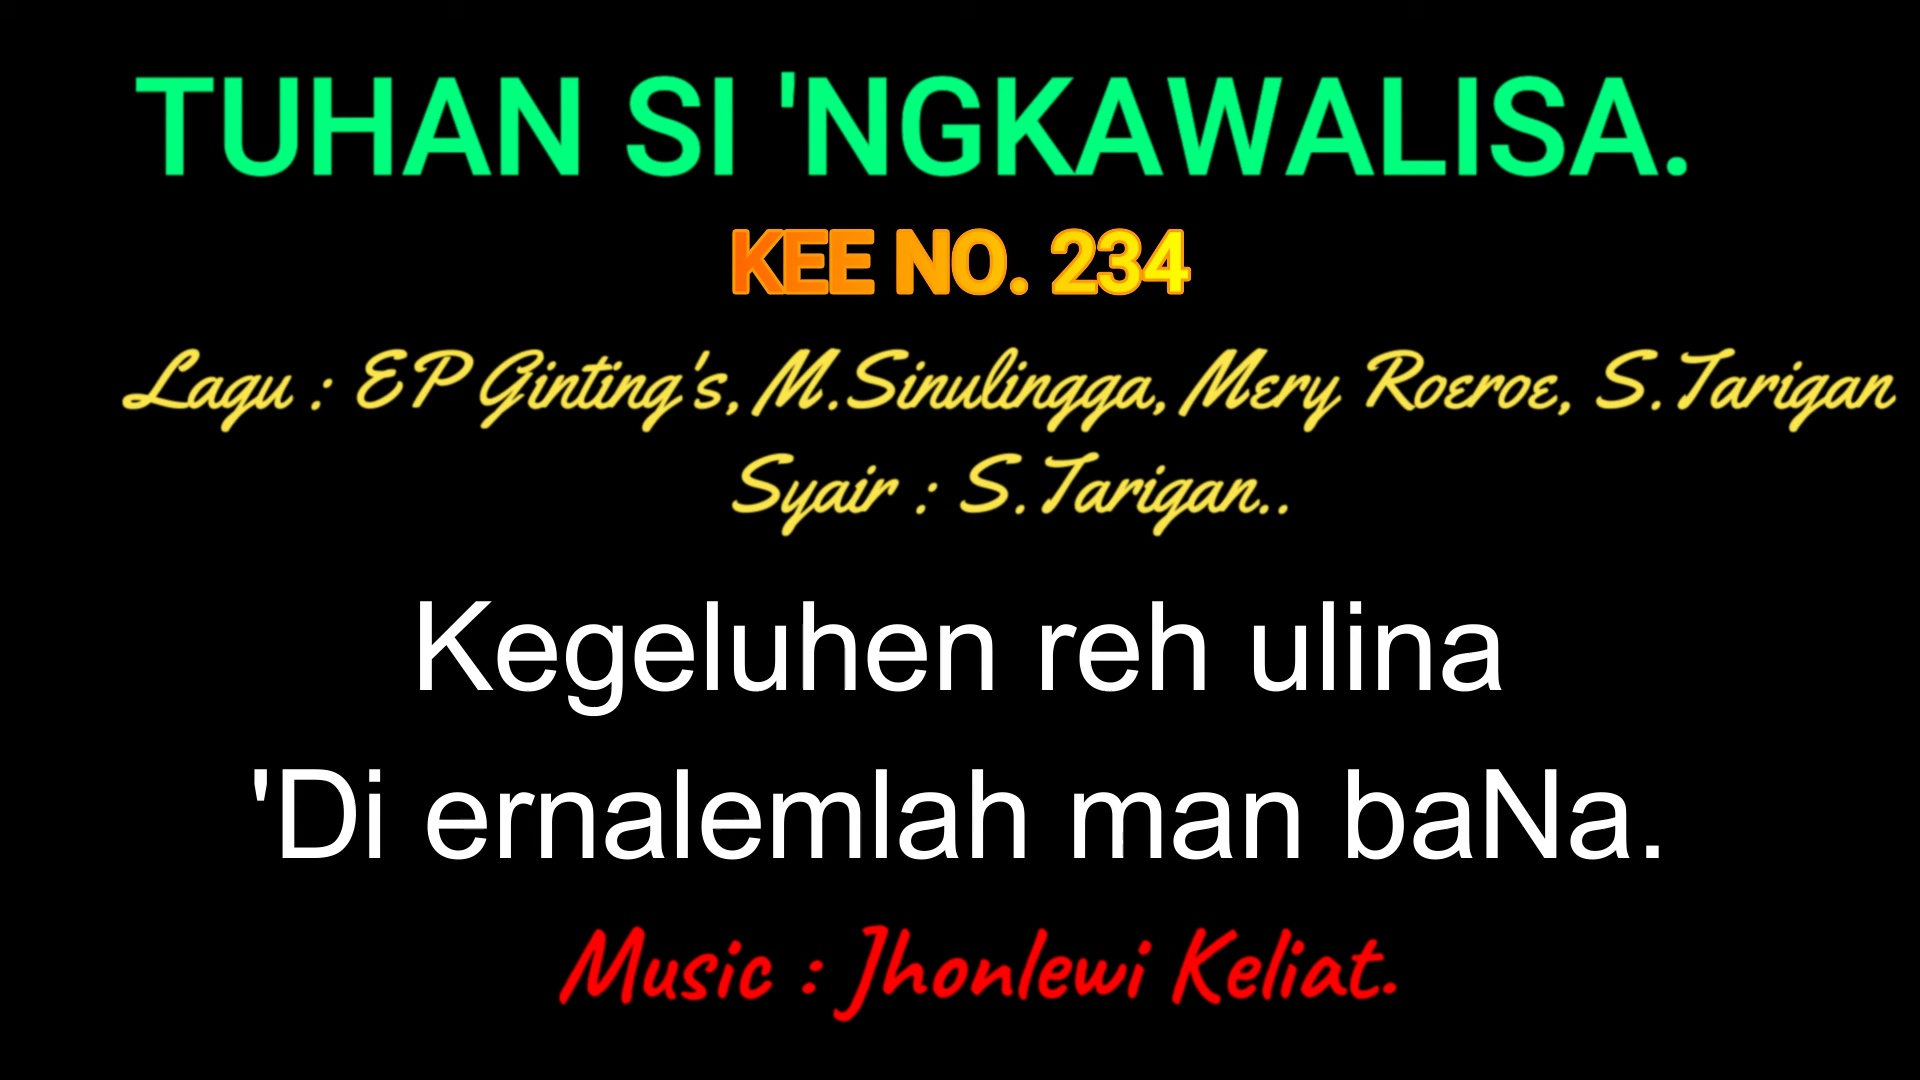 TUHAN SI 'NGKAWALISA.
KEE NO. 234
Lagu : EP Ginting's, M.Sinulingga, Mery Roeroe, S.Tarigan
Syair : S.Tarigan..
Kegeluhen reh ulina
'Di ernalemlah man baNa.
Music : Jhonlewi Keliat.